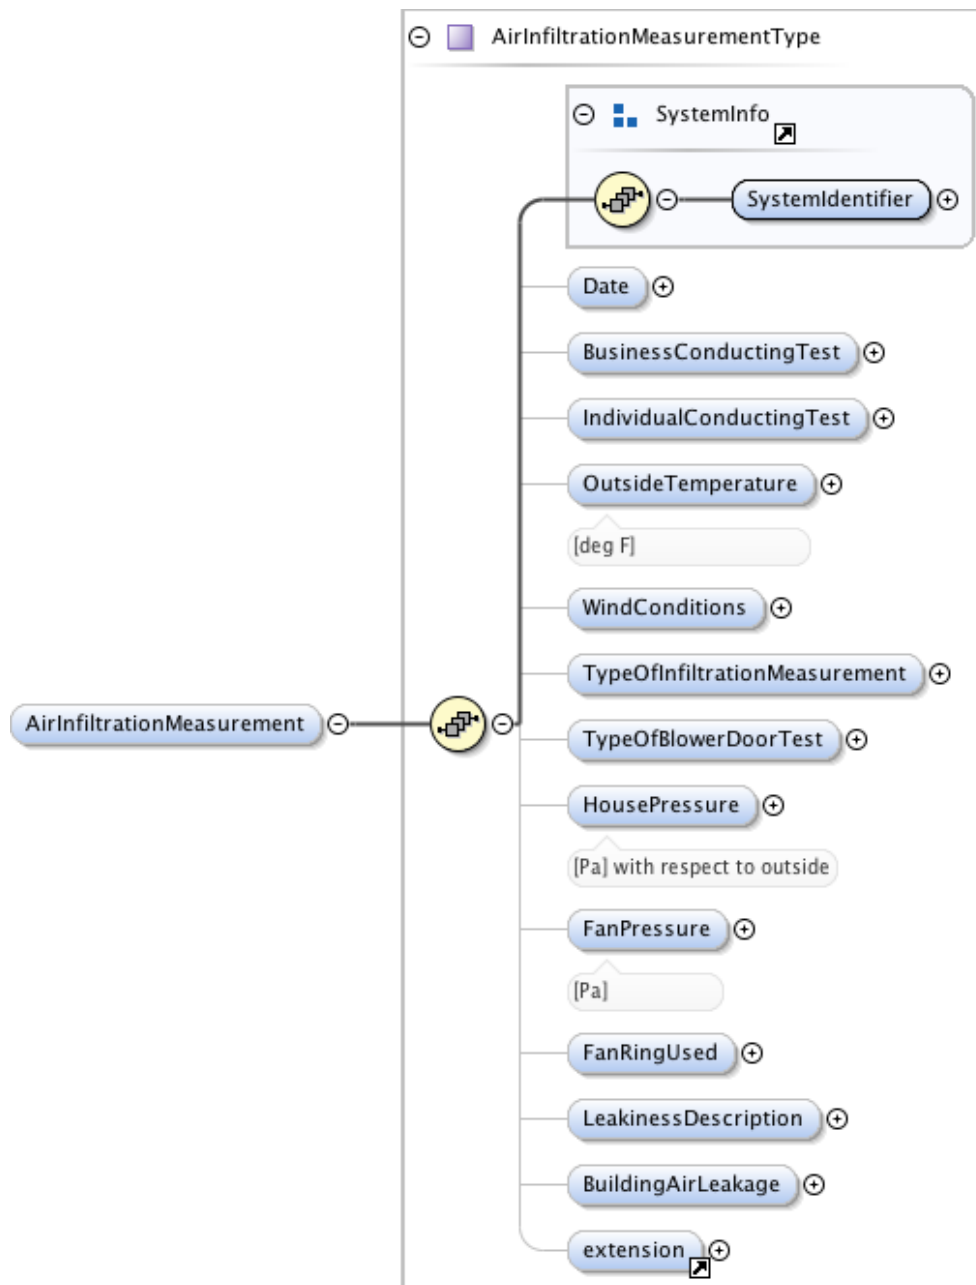 AirInfiltrationMeasurementType
SystemInfo
SystemIdentifier
Date
BusinessConductingTest
IndividualConductingTest
OutsideTemperature
[deg F]
WindConditions
TypeOfInfiltrationMeasurement
AirInfiltrationMeasurement
TypeOfBlowerDoorTest
HousePressure
[Pa] with respect to outside
FanPressure
[Pa]
FanRingUsed
LeakinessDescription
BuildingAirLeakage
extension